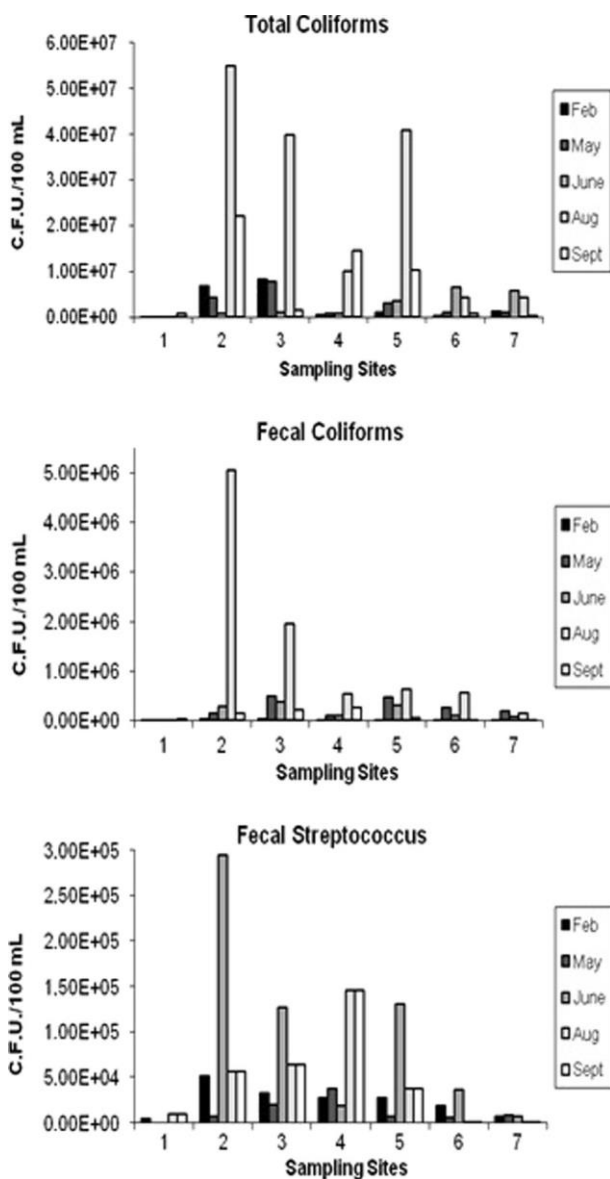 Total Coliforms
6.00E+07
5.00E+07
4.00E+07
3.00E+07
2.00E+07
1.00E+07
0.00E+00
C.F.U./100 mL
1 2 3 4 5 6 7
Sampling Sites
Feb
May
June
Aug
Sept
Fecal Coliforms
5.00E+06
4.00E+06
3.00E+06
2.00E+06
1.00E+06
0.00E+00
C.F.U./100 mL
1 2 3 4 5 6 7
Sampling Sites
Feb
May
June
Aug
Sept
Fecal Streptococcus
3.00E+05
2.50E+05
2.00E+05
1.50E+05
1.00E+05
5.00E+04
0.00E+00
C.F.U./100 mL
1 2 3 4 5 6 7
Sampling Sites
Feb
May
June
Aug
Sept